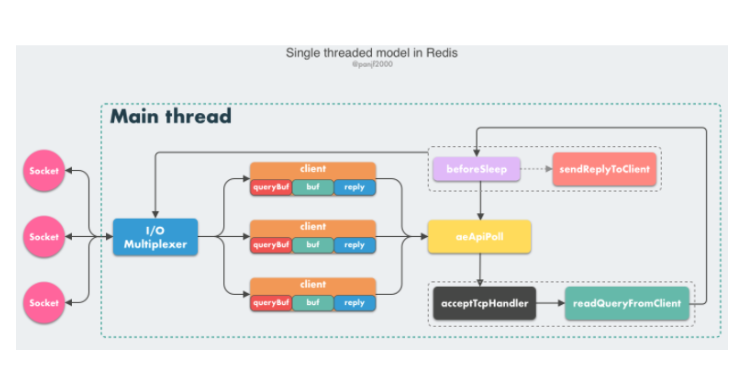 Single threaded model in Redis
@panjf2000
Main thread
Socket
Socket
Socket
I/O
Multiplexer
client
queryBuf buf reply
client
queryBuf buf reply
client
queryBuf buf reply
beforeSleep
sendReplyToClient
aeApiPoll
acceptTcpHandler
readQueryFromClient